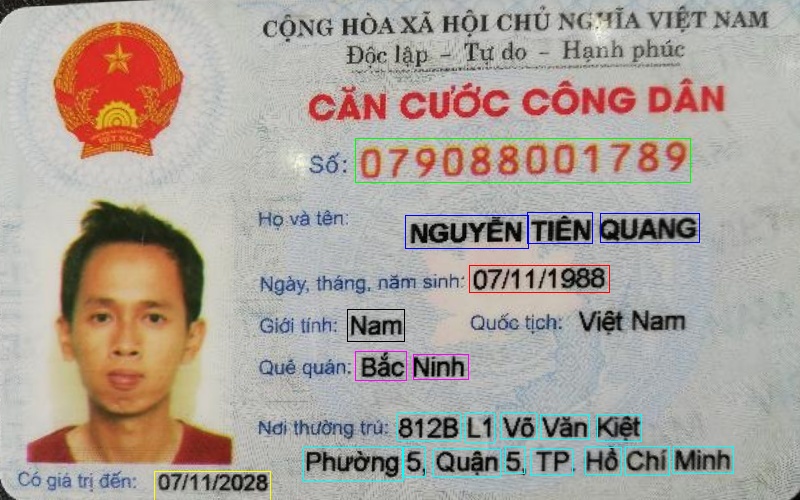 CỘNG HÒA XÃ HỘI CHỦ NGHĨA VIỆT NAM
Độc lập - Tự do - Hạnh phúc
CĂN CƯỚC CÔNG DÂN
Số: 079088001789
Họ và tên:
NGUYỄN TIÊN QUANG
Ngày, tháng, năm sinh: 07/11/1988
Giới tính: Nam Quốc tịch: Việt Nam
Quê quán: Bắc Ninh
Nơi thường trú: 812B L1 Võ Văn Kiệt
Phường 5, Quận 5, TP. Hồ Chí Minh
Có giá trị đến: 07/11/2028